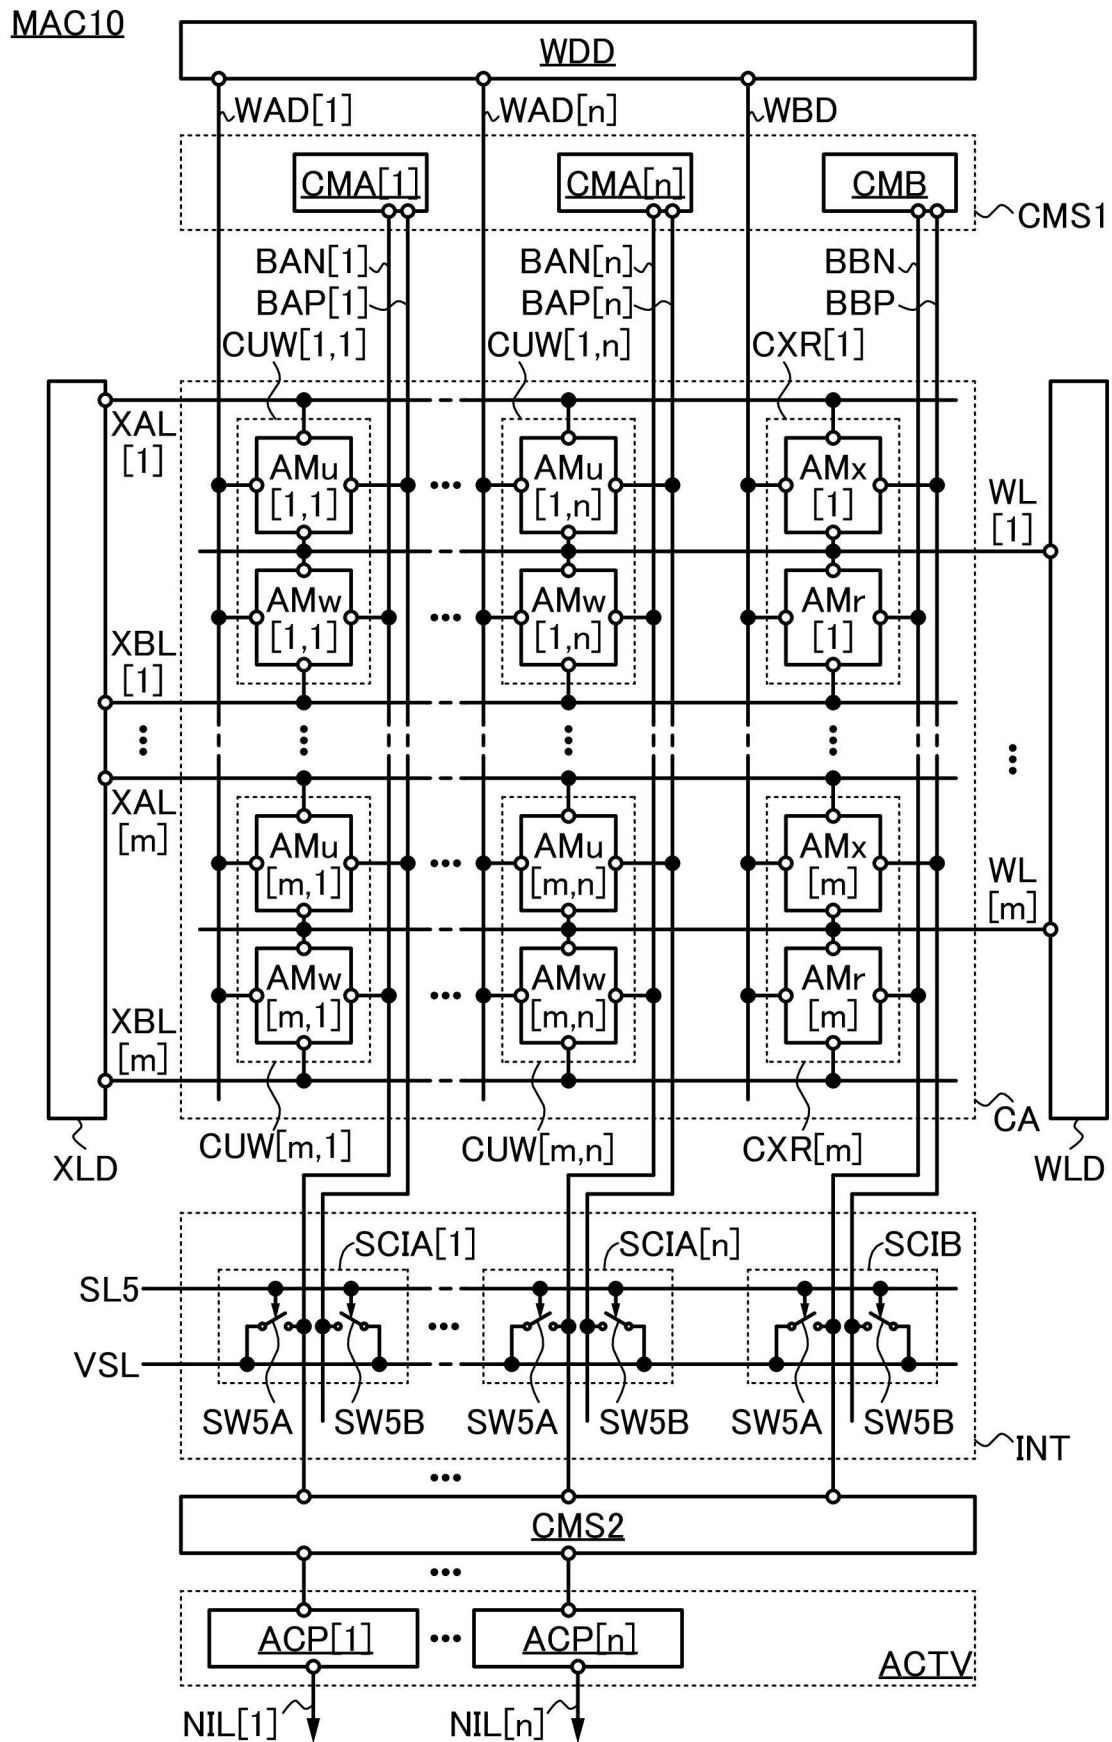 MAC10
WDD
WAD[1] WAD[n] WBD
CMA[1] CMA[n] CMB
CMS1
BAN[1] BAN[n] BBN
BAP[1] BAP[n] BBP
CUW[1,1] CUW[1,n] CXR[1]
XAL AMu AMu AMx WL
[1] [1,1] [1,n] [1] [1]
AMw AMw AMr
[1,1] [1,n] [1]
XBL
[1]
XAL
[m]
AMu AMu AMx WL
[m,1] [m,n] [m] [m]
AMw AMw AMr
[m,1] [m,n] [m]
XBL
[m]
CA
CUW[m,1] CUW[m,n] CXR[m]
XLD WLD
SCIA[1] SCIA[n] SCIB
SL5
VSL
SW5A SW5B SW5A SW5B SW5A SW5B
INT
CMS2
ACP[1] ACP[n]
ACTV
NIL[1] NIL[n]